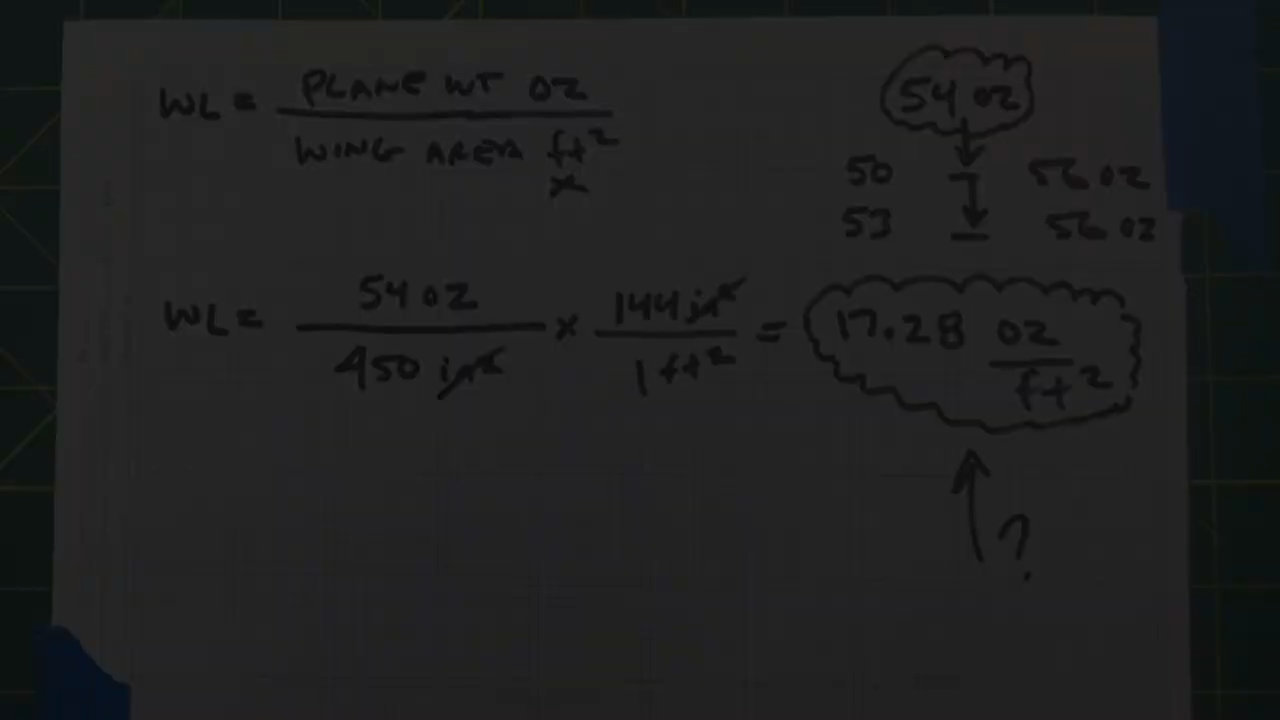 WL = PLANE WT OZ
WING AREA ft²
x
54 OZ
50 56 OZ
53 56 OZ
WL = 54 OZ x 144 in² = 17.28 OZ
450 in² 1 ft² ft²
?